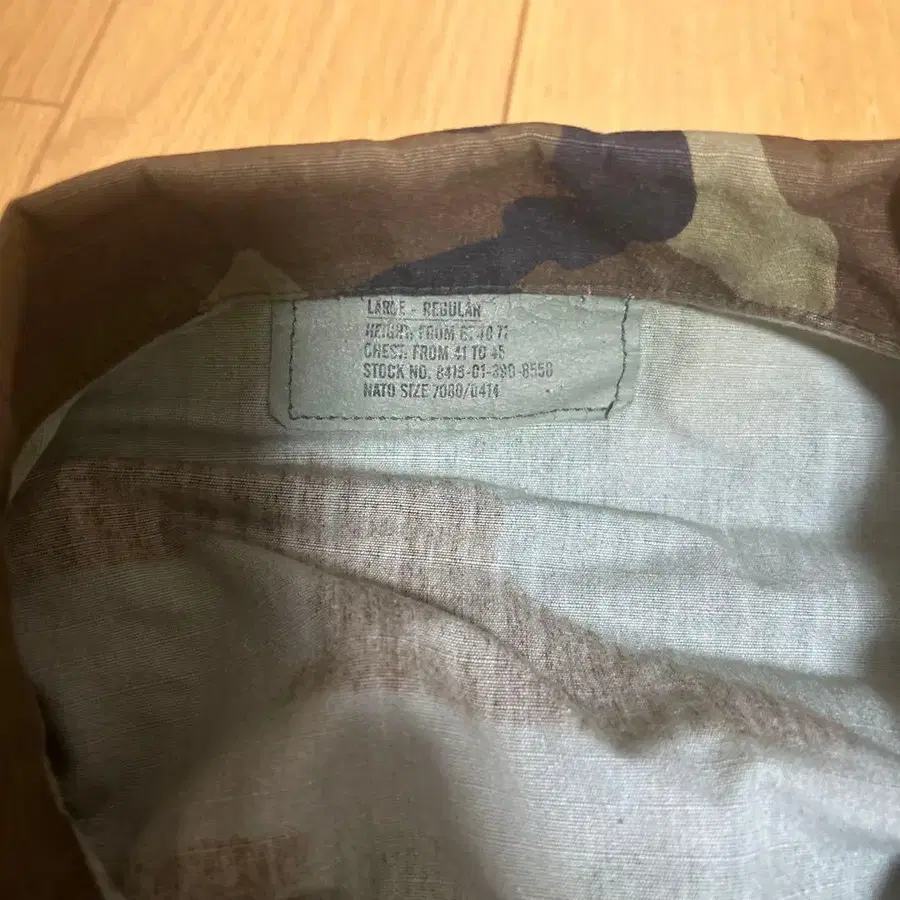 LARGE - REGULAR
HEIGHT: FROM 67 TO 71
CHEST: FROM 41 TO 45
STOCK NO. 8415-01-390-8550
NATO SIZE 7080/0414